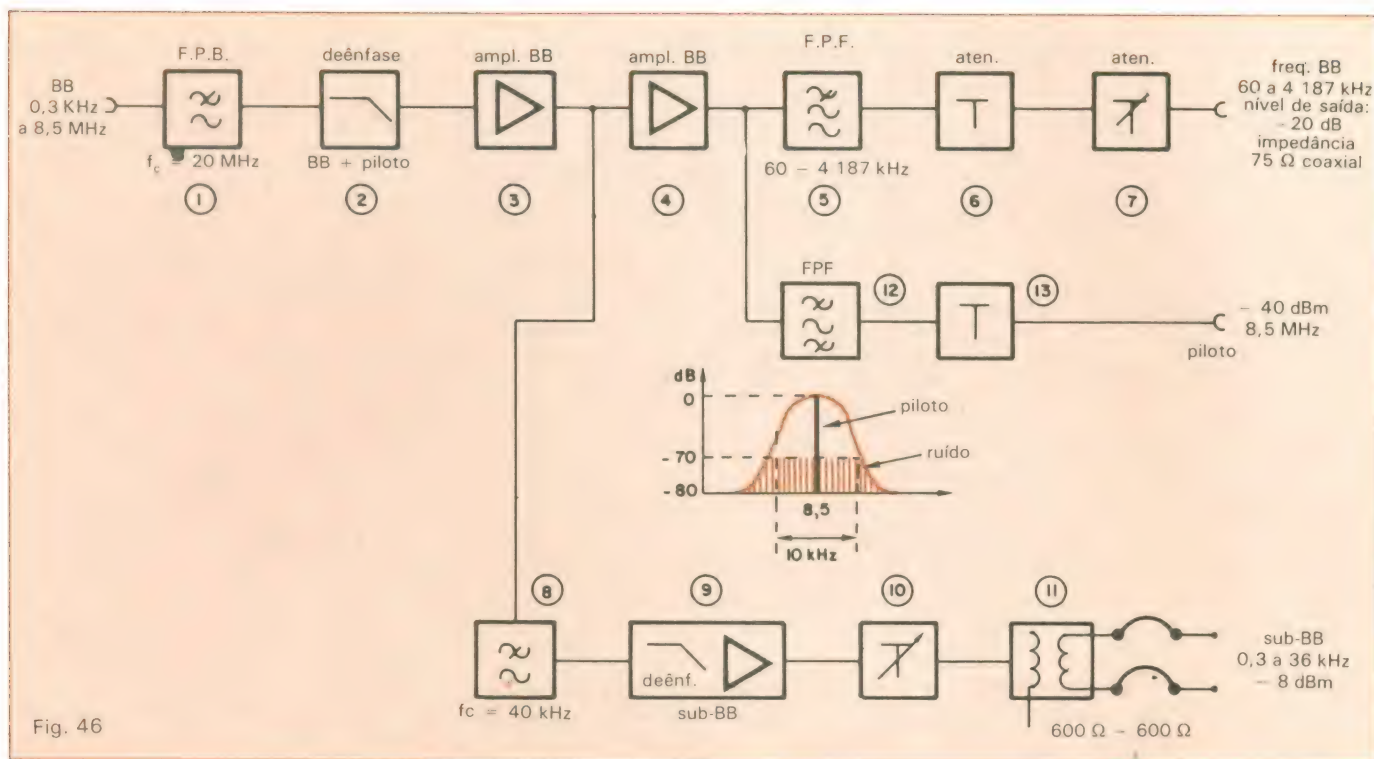 BB
0,3 KHz
a 8,5 MHz
F.P.B.
fc = 20 MHz
1
deênfase
BB + piloto
2
ampl. BB
3
ampl. BB
4
F.P.F.
60 – 4 187 kHz
5
aten.
6
aten.
7
freq. BB
60 a 4 187 kHz
nível de saída:
– 20 dB
impedância
75 Ω coaxial
FPF
12
13
– 40 dBm
8,5 MHz
piloto
dB
0
– 70
– 80
piloto
ruído
8,5
10 kHz
8
fc = 40 kHz
9
deênf.
sub-BB
10
11
600 Ω – 600 Ω
sub-BB
0,3 a 36 kHz
– 8 dBm
Fig. 46